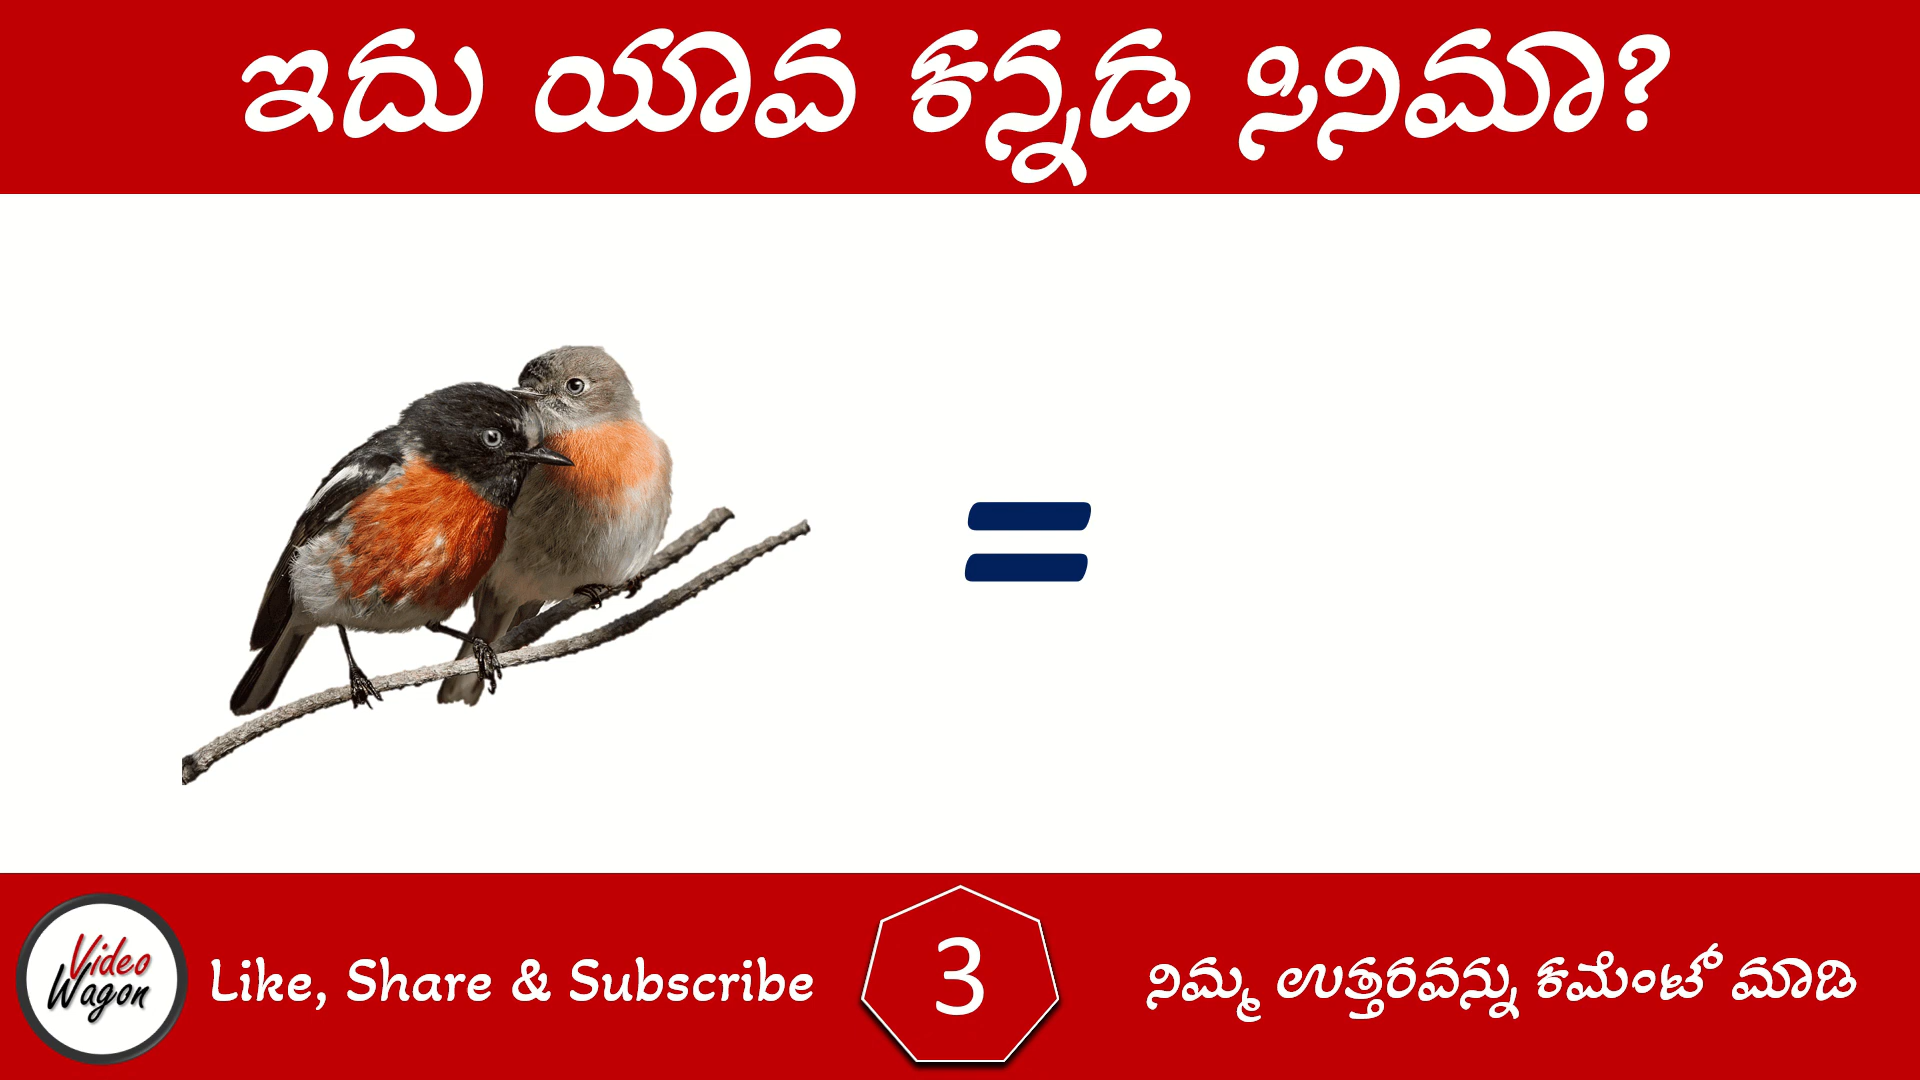 ಇದು ಯಾವ ಕನ್ನಡ ಸಿನಿಮಾ?
=
Video
Wagon
Like, Share & Subscribe
3
ನಿಮ್ಮ ಉತ್ತರವನ್ನು ಕಮೆಂಟ್ ಮಾಡಿ